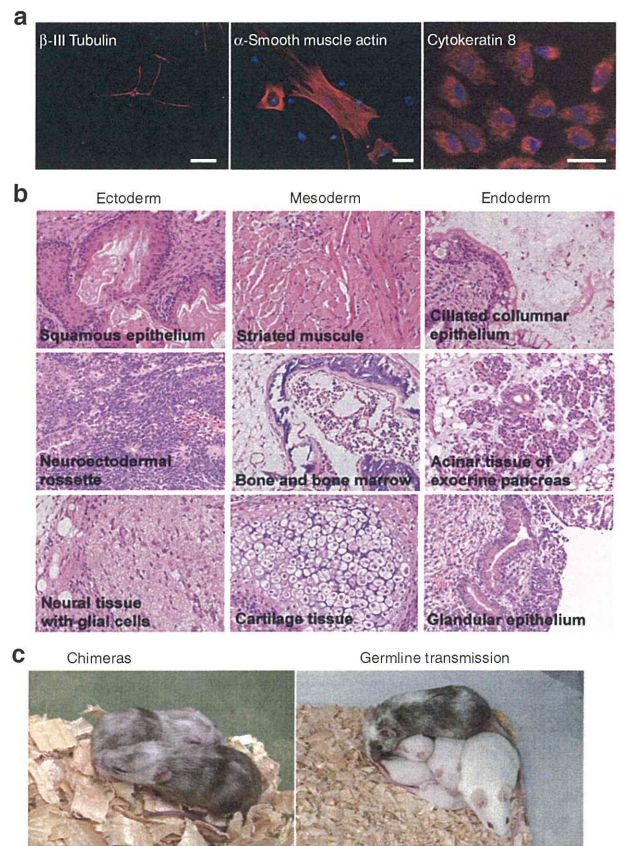 a
β-III Tubulin
α-Smooth muscle actin
Cytokeratin 8
b
Ectoderm
Mesoderm
Endoderm
Squamous epithelium
Striated muscule
Ciliated collumnar
epithelium
Neuroectodermal
rossette
Bone and bone marrow
Acinar tissue of
exocrine pancreas
Neural tissue
with glial cells
Cartilage tissue
Glandular epithelium
c
Chimeras
Germline transmission